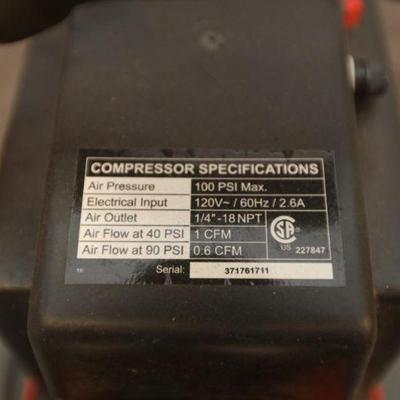 COMPRESSOR SPECIFICATIONS
Air Pressure 100 PSI Max.
Electrical Input 120V~ / 60Hz / 2.6A
Air Outlet 1/4"-18 NPT
Air Flow at 40 PSI 1 CFM
Air Flow at 90 PSI 0.6 CFM
SA
US 227847
Serial: 371761711